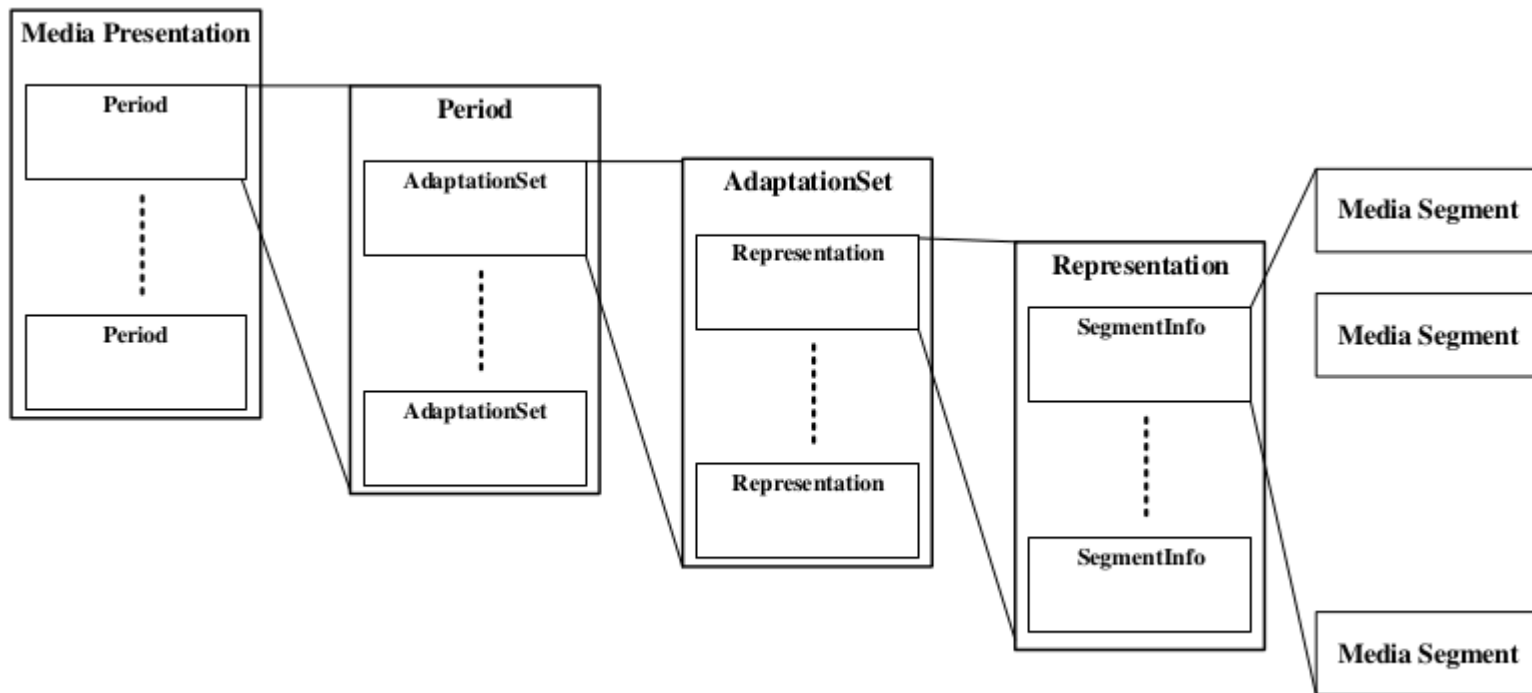 Media Presentation
Period
Period
Period
AdaptationSet
AdaptationSet
AdaptationSet
Representation
Representation
Representation
SegmentInfo
SegmentInfo
Media Segment
Media Segment
Media Segment